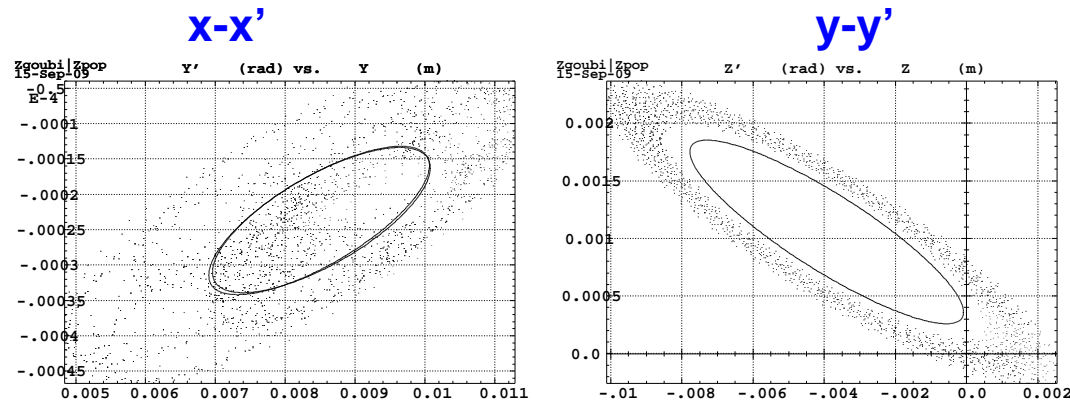 x-x’
y-y’
Zgoubi|Zpop
15-Sep-09
Y' (rad) vs. Y (m)
-0.5
E-4
-.0001
-.00015
-.0002
-.00025
-.0003
-.00035
-.0004
-.00045
0.005 0.006 0.007 0.008 0.009 0.01 0.011
Zgoubi|Zpop
15-Sep-09
Z' (rad) vs. Z (m)
0.002
0.0015
0.001
0.0005
0.0
-.01 -.008 -.006 -.004 -.002 0.0 0.002